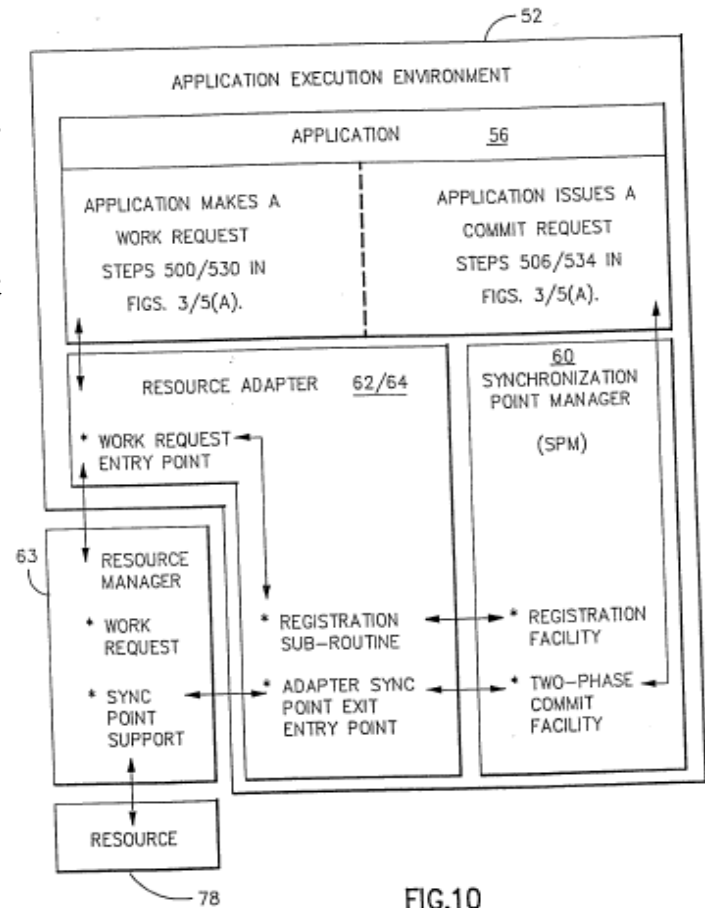 52
APPLICATION EXECUTION ENVIRONMENT
APPLICATION 56
APPLICATION MAKES A
WORK REQUEST
STEPS 500/530 IN
FIGS. 3/5(A).
APPLICATION ISSUES A
COMMIT REQUEST
STEPS 506/534 IN
FIGS. 3/5(A).
RESOURCE ADAPTER 62/64
* WORK REQUEST
ENTRY POINT
60
SYNCHRONIZATION
POINT MANAGER
(SPM)
63
RESOURCE
MANAGER
* WORK
REQUEST
* SYNC
POINT
SUPPORT
* REGISTRATION
SUB-ROUTINE
* ADAPTER SYNC
POINT EXIT
ENTRY POINT
* REGISTRATION
FACILITY
* TWO-PHASE
COMMIT
FACILITY
RESOURCE
78
FIG.10